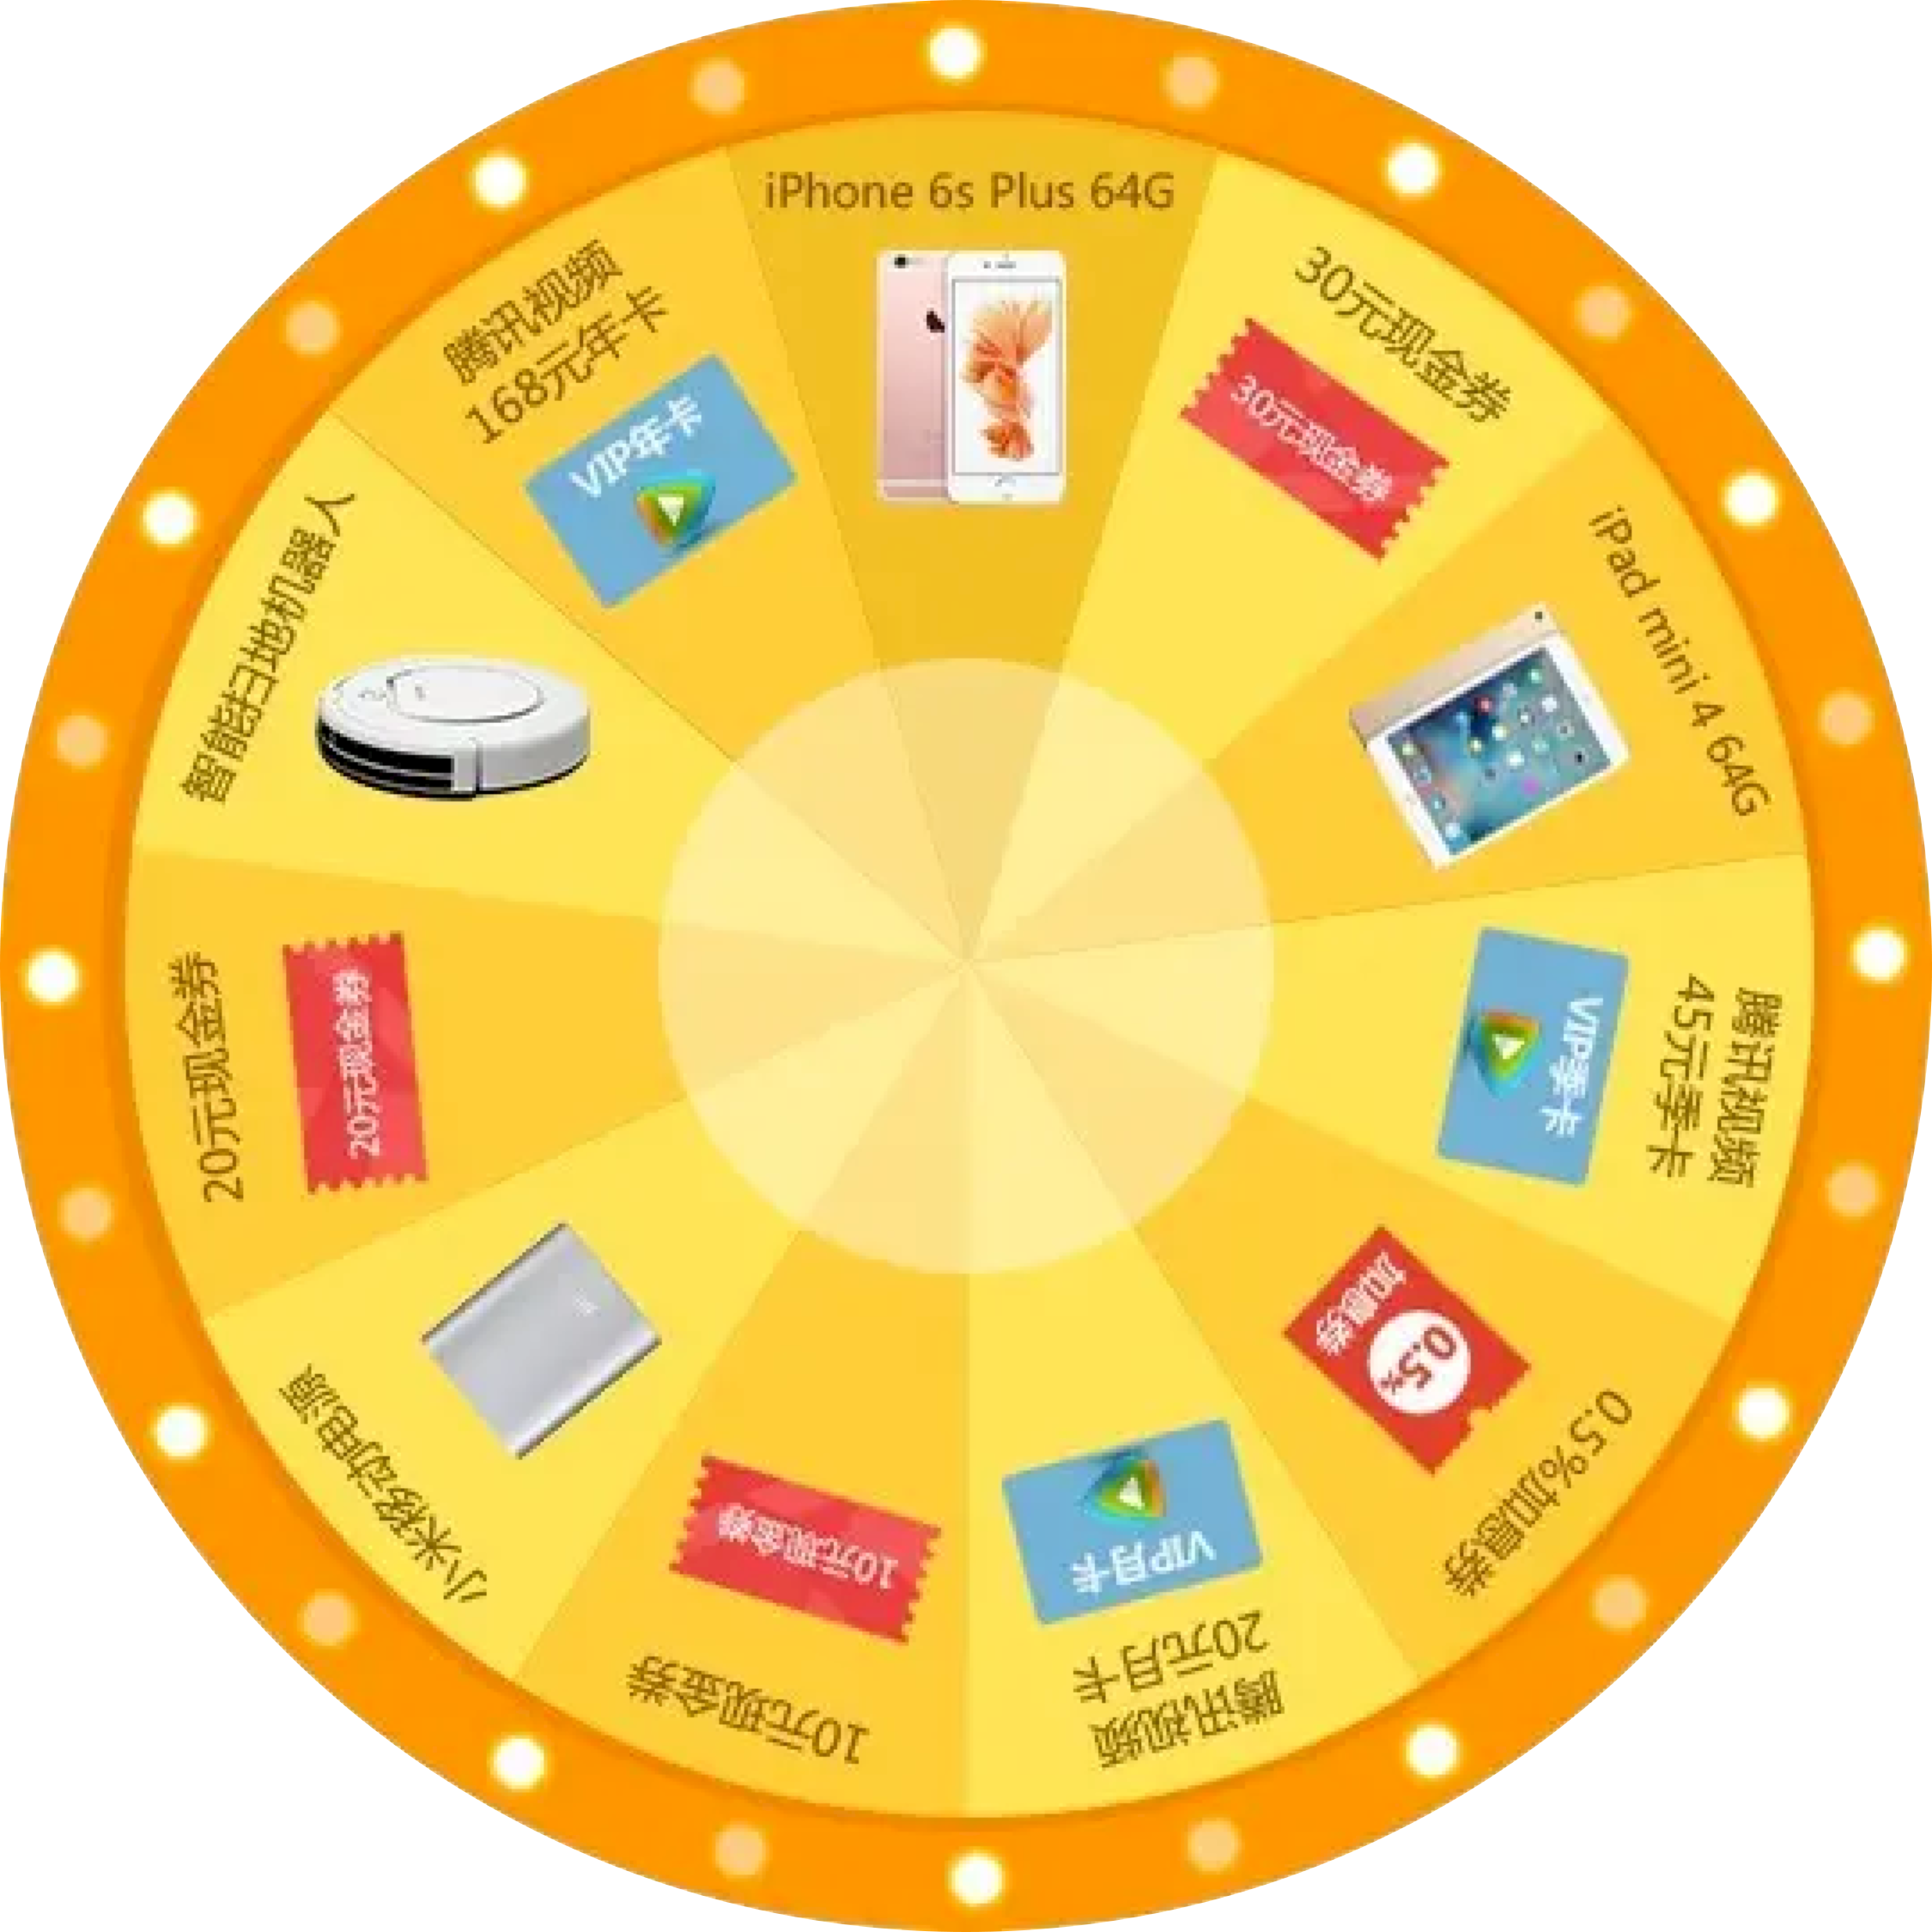 iPhone 6s Plus 64G
30元现金券
30元现金券
iPad mini 4 64G
腾讯视频
45元季卡
VIP季卡
0.5%加息券
加息券
0.5%
腾讯视频
20元月卡
VIP月卡
10元现金券
10元现金券
小米移动电源
20元现金券
20元现金券
智能扫地机器人
腾讯视频
168元年卡
VIP年卡